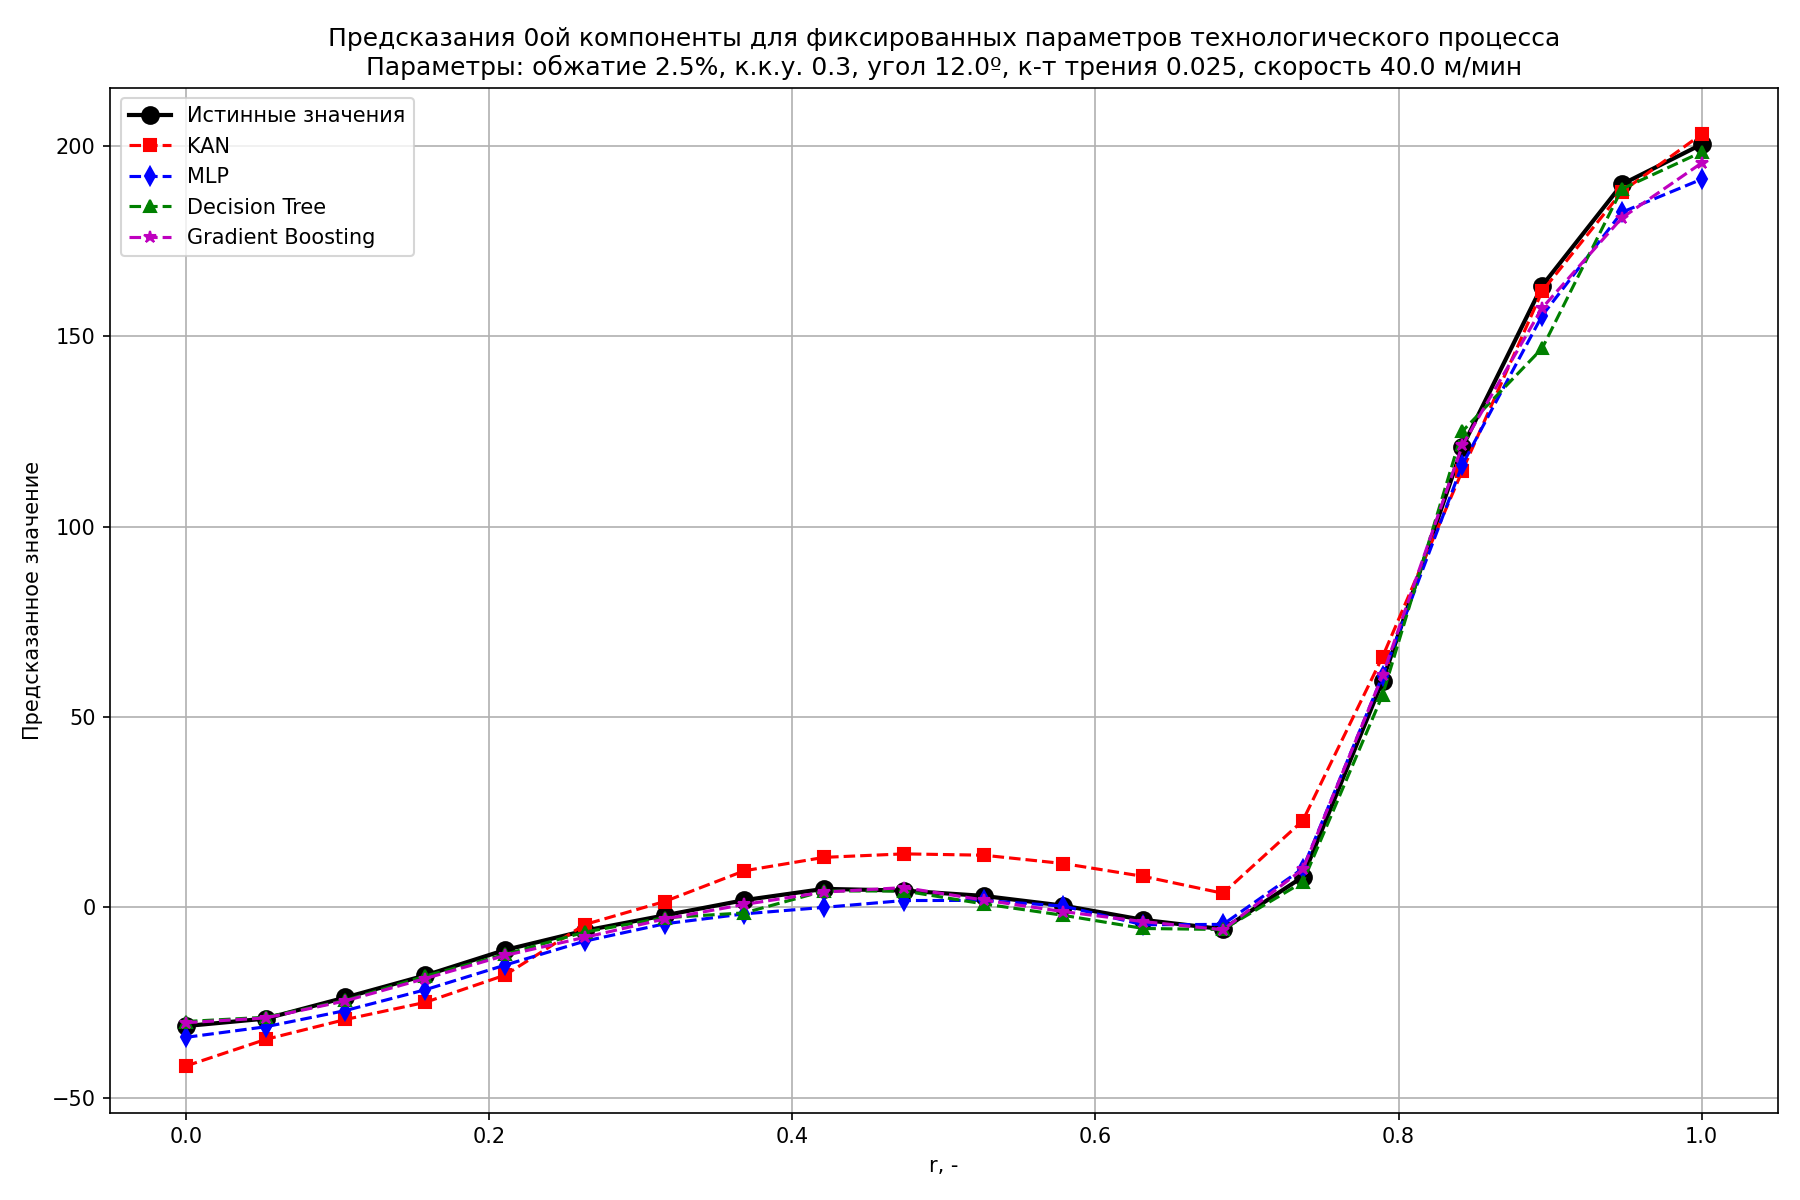 Предсказания 0ой компоненты для фиксированных параметров технологического процесса
Параметры: обжатие 2.5%, к.к.у. 0.3, угол 12.0º, к-т трения 0.025, скорость 40.0 м/мин
Истинные значения
KAN
MLP
Decision Tree
Gradient Boosting
Предсказанное значение
200
150
100
50
0
−50
0.0 0.2 0.4 0.6 0.8 1.0
r, -